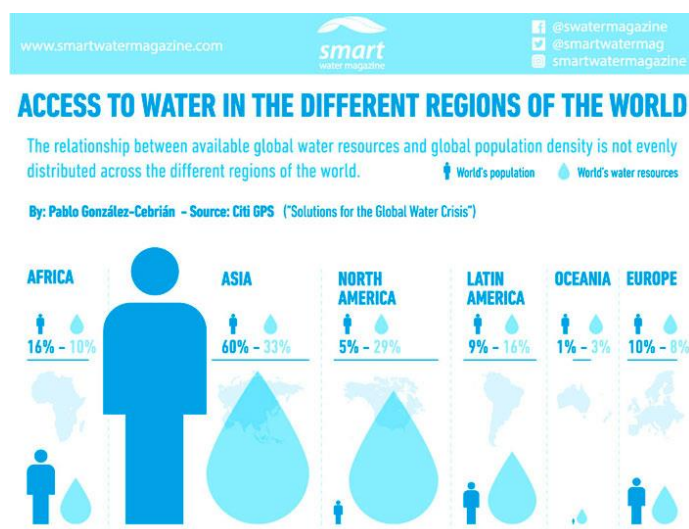 www.smartwatermagazine.com
smart
water magazine
@swatermagazine
@smartwatermag
smartwatermagazine
ACCESS TO WATER IN THE DIFFERENT REGIONS OF THE WORLD
The relationship between available global water resources and global population density is not evenly
distributed across the different regions of the world.
World's population
World's water resources
By: Pablo González-Cebrián - Source: Citi GPS ("Solutions for the Global Water Crisis")
AFRICA
16% - 10%
ASIA
60% - 33%
NORTH
AMERICA
5% - 29%
LATIN
AMERICA
9% - 16%
OCEANIA
1% - 3%
EUROPE
10% - 8%